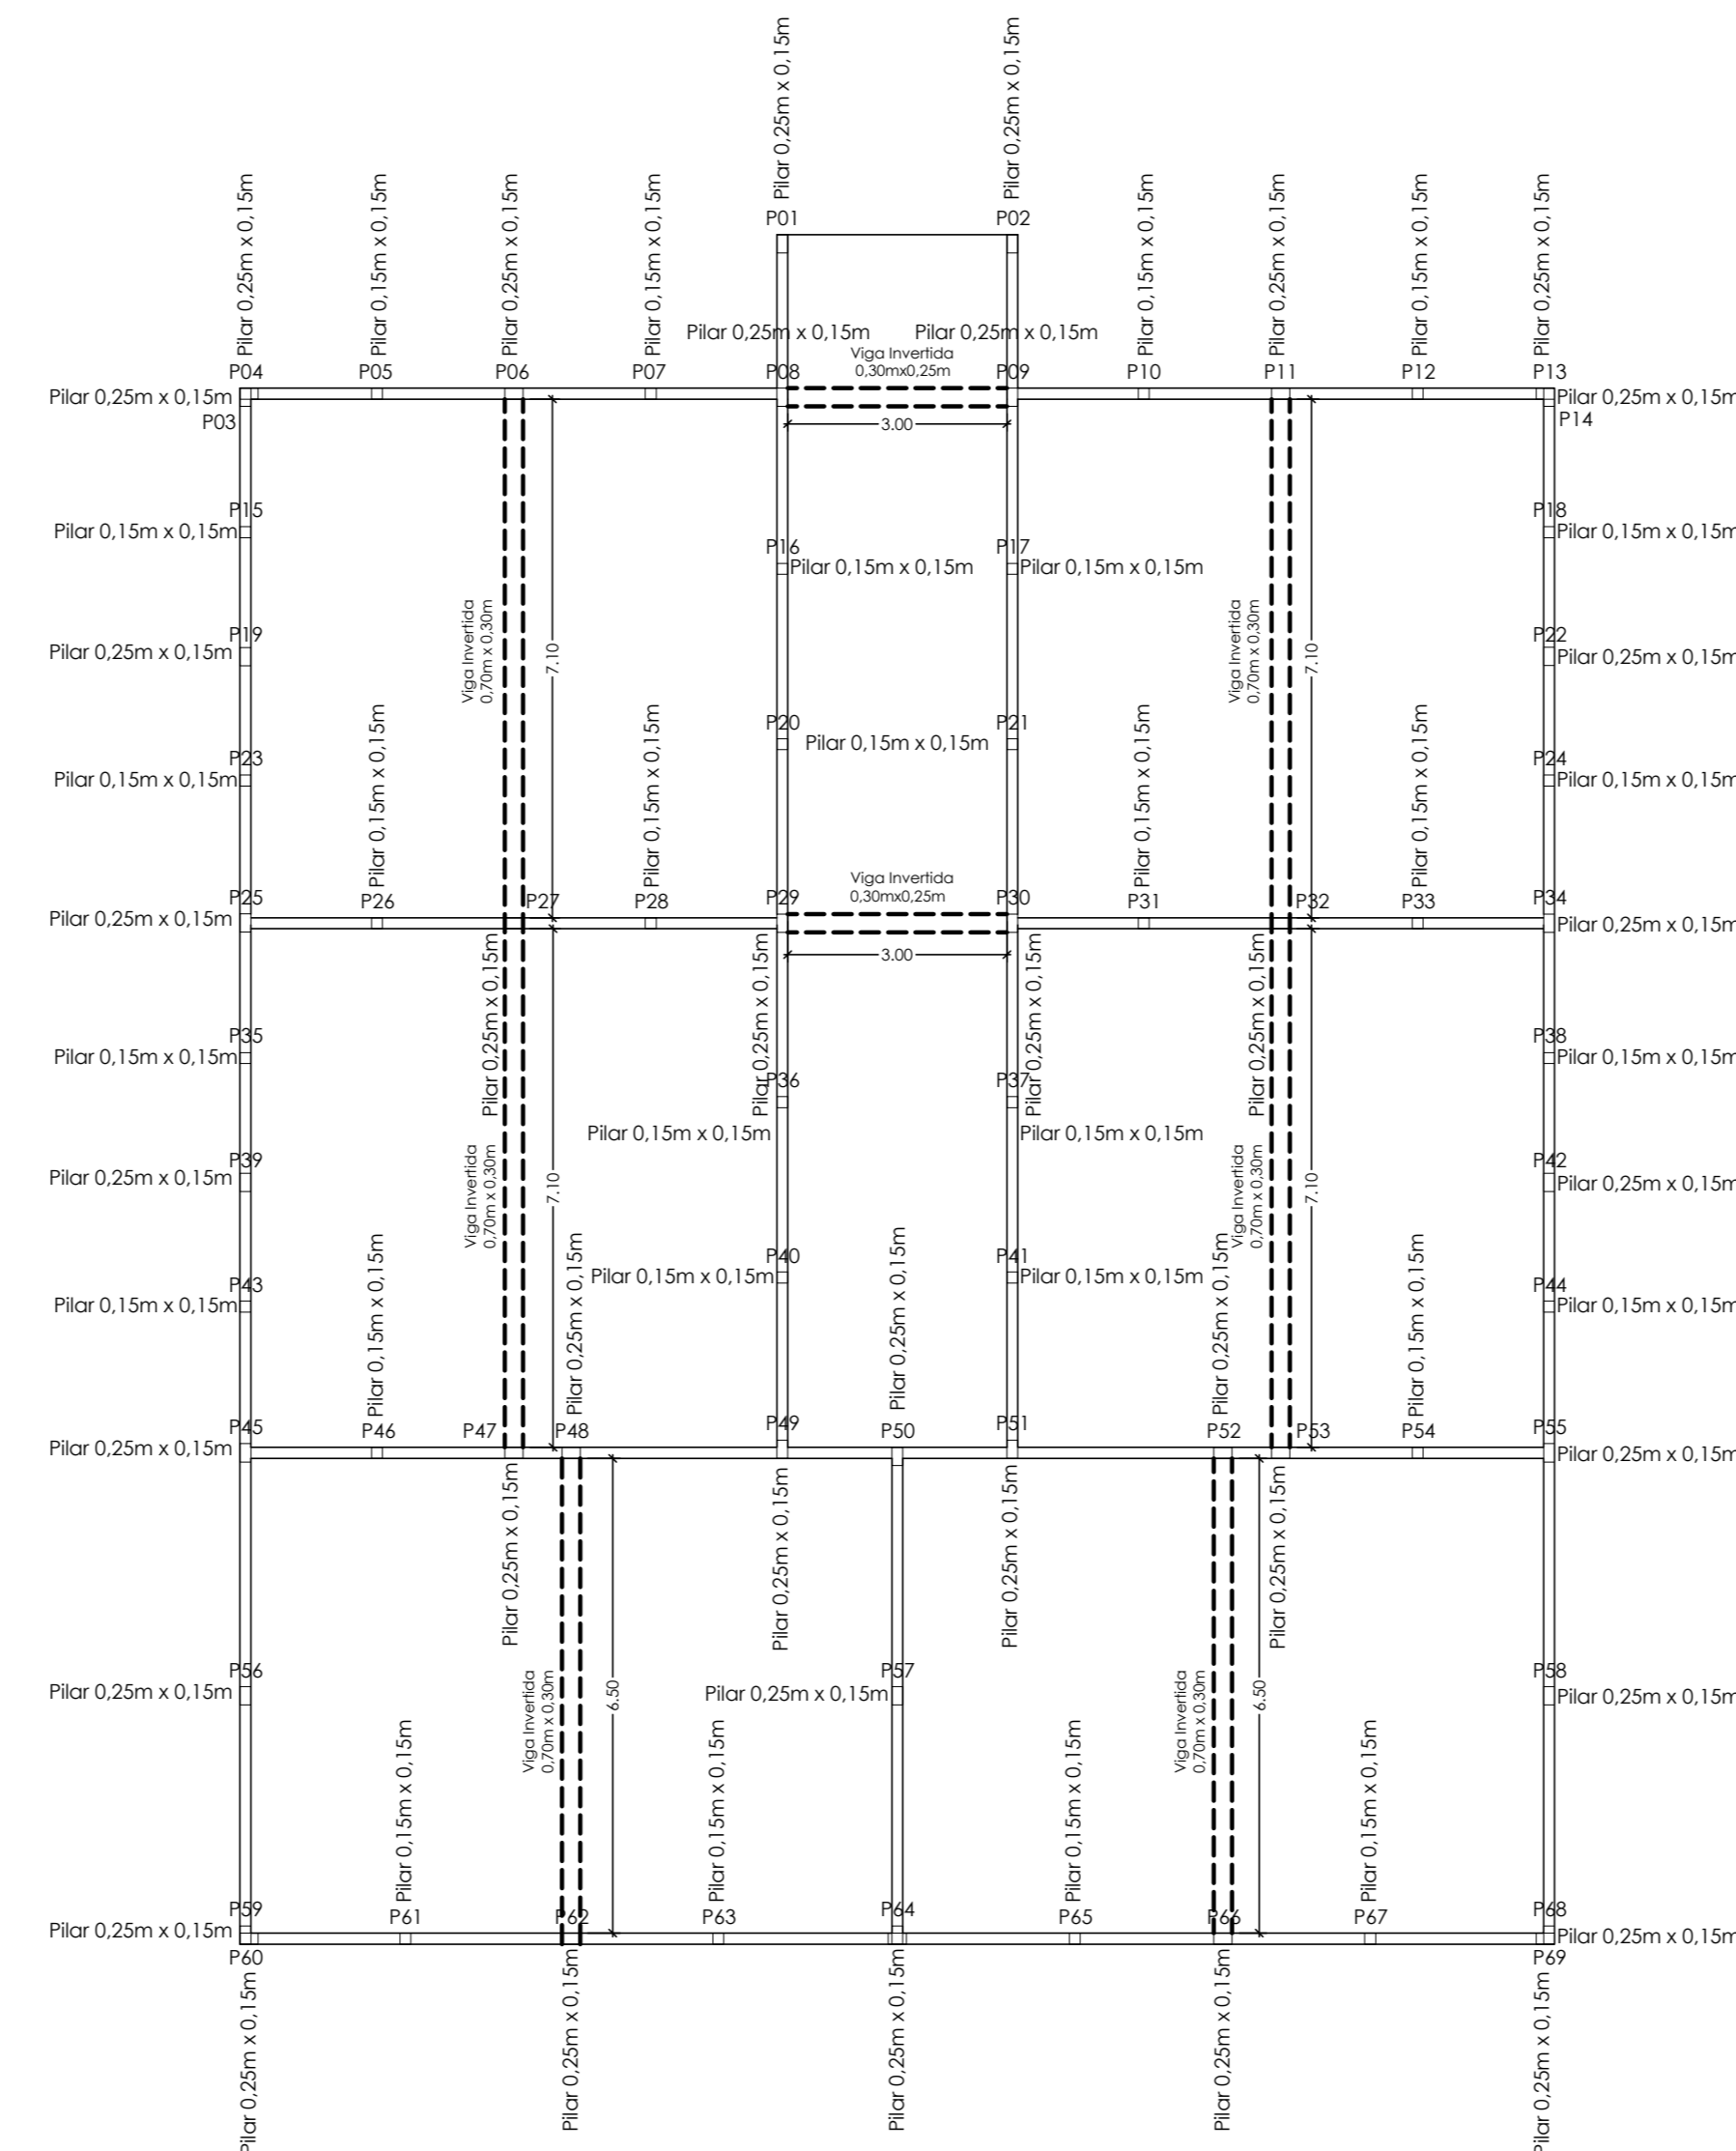 Pilar 0,25m x 0,15m
Pilar 0,25m x 0,15m
P01
P02
Pilar 0,25m x 0,15m
Pilar 0,15m x 0,15m
Pilar 0,25m x 0,15m
Pilar 0,15m x 0,15m
Pilar 0,15m x 0,15m
Pilar 0,25m x 0,15m
Pilar 0,15m x 0,15m
Pilar 0,25m x 0,15m
Pilar 0,25m x 0,15m
Pilar 0,25m x 0,15m
Viga Invertida
0,30mx0,25m
P04
P05
P06
P07
P08
P09
P10
P11
P12
P13
Pilar 0,25m x 0,15m
Pilar 0,25m x 0,15m
P03
P14
3.00
P15
P18
Pilar 0,15m x 0,15m
Pilar 0,15m x 0,15m
P16
P17
Pilar 0,15m x 0,15m
Pilar 0,15m x 0,15m
Viga Invertida
0,70m x 0,30m
7.10
Viga Invertida
0,70m x 0,30m
7.10
P19
P22
Pilar 0,25m x 0,15m
Pilar 0,25m x 0,15m
P20
P21
Pilar 0,15m x 0,15m
P23
P24
Pilar 0,15m x 0,15m
Pilar 0,15m x 0,15m
Pilar 0,15m x 0,15m
Pilar 0,15m x 0,15m
Pilar 0,15m x 0,15m
Pilar 0,15m x 0,15m
Viga Invertida
0,30mx0,25m
P25
P26
P27
P28
P29
P30
P31
P32
P33
P34
Pilar 0,25m x 0,15m
Pilar 0,25m x 0,15m
3.00
Pilar 0,25m x 0,15m
Pilar 0,25m x 0,15m
Pilar 0,25m x 0,15m
Pilar 0,25m x 0,15m
P35
P38
Pilar 0,15m x 0,15m
Pilar 0,15m x 0,15m
P36
P37
Pilar 0,15m x 0,15m
Pilar 0,15m x 0,15m
P39
P42
Pilar 0,25m x 0,15m
Pilar 0,25m x 0,15m
Viga Invertida
0,70m x 0,30m
7.10
Viga Invertida
0,70m x 0,30m
7.10
P40
P41
Pilar 0,15m x 0,15m
Pilar 0,15m x 0,15m
P43
P44
Pilar 0,15m x 0,15m
Pilar 0,15m x 0,15m
Pilar 0,15m x 0,15m
Pilar 0,25m x 0,15m
Pilar 0,25m x 0,15m
Pilar 0,25m x 0,15m
Pilar 0,15m x 0,15m
P45
P46
P47
P48
P49
P50
P51
P52
P53
P54
P55
Pilar 0,25m x 0,15m
Pilar 0,25m x 0,15m
Pilar 0,25m x 0,15m
Pilar 0,25m x 0,15m
Pilar 0,25m x 0,15m
Pilar 0,25m x 0,15m
P56
P57
P58
Pilar 0,25m x 0,15m
Pilar 0,25m x 0,15m
Pilar 0,25m x 0,15m
Viga Invertida
0,70m x 0,30m
6.50
Viga Invertida
0,70m x 0,30m
6.50
Pilar 0,15m x 0,15m
Pilar 0,15m x 0,15m
Pilar 0,15m x 0,15m
Pilar 0,15m x 0,15m
P59
P61
P62
P63
P64
P65
P66
P67
P68
Pilar 0,25m x 0,15m
Pilar 0,25m x 0,15m
P60
P69
Pilar 0,25m x 0,15m
Pilar 0,25m x 0,15m
Pilar 0,25m x 0,15m
Pilar 0,25m x 0,15m
Pilar 0,25m x 0,15m